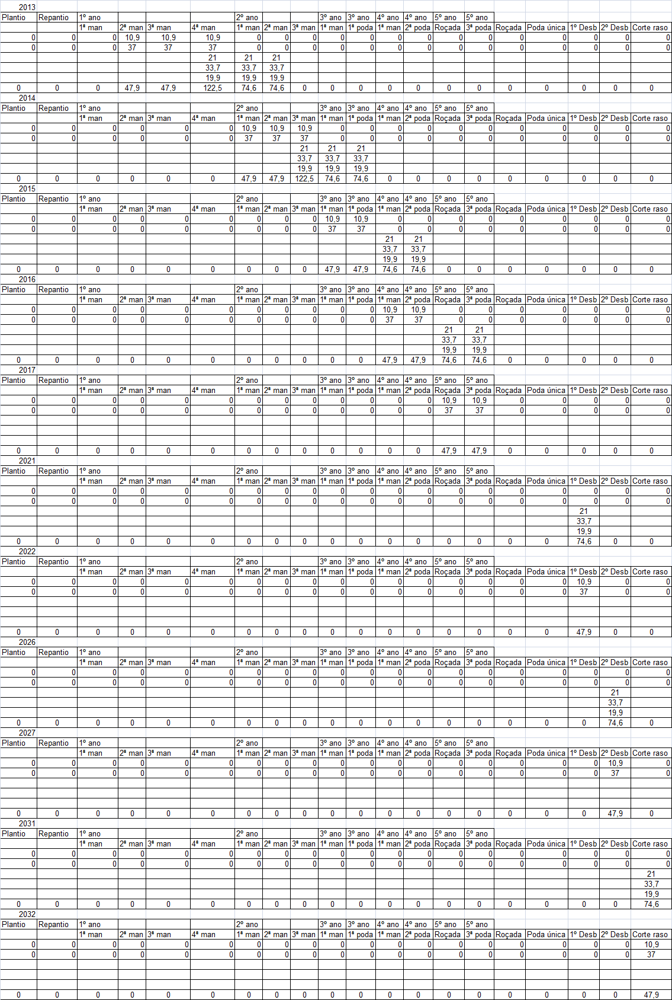 2013
Plantio Repantio 1º ano 2º ano 3º ano 3º ano 4º ano 4º ano 5º ano 5º ano
1ª man 2ª man 3ª man 4ª man 1ª man 2ª man 3ª man 1ª man 1ª poda 1ª man 2ª poda Roçada 3ª poda Roçada Poda única 1º Desb 2º Desb Corte raso
0 0 0 10,9 10,9 10,9 0 0 0 0 0 0 0 0 0 0 0 0 0 0
0 0 0 37 37 37 0 0 0 0 0 0 0 0 0 0 0 0 0 0
21 21 21
33,7 33,7 33,7
19,9 19,9 19,9
0 0 0 47,9 47,9 122,5 74,6 74,6 0 0 0 0 0 0 0 0 0 0 0 0
2014
Plantio Repantio 1º ano 2º ano 3º ano 3º ano 4º ano 4º ano 5º ano 5º ano
1ª man 2ª man 3ª man 4ª man 1ª man 2ª man 3ª man 1ª man 1ª poda 1ª man 2ª poda Roçada 3ª poda Roçada Poda única 1º Desb 2º Desb Corte raso
0 0 0 0 0 0 10,9 10,9 10,9 0 0 0 0 0 0 0 0 0 0 0
0 0 0 0 0 0 37 37 37 0 0 0 0 0 0 0 0 0 0 0
21 21 21
33,7 33,7 33,7
19,9 19,9 19,9
0 0 0 0 0 0 47,9 47,9 122,5 74,6 74,6 0 0 0 0 0 0 0 0 0
2015
Plantio Repantio 1º ano 2º ano 3º ano 3º ano 4º ano 4º ano 5º ano 5º ano
1ª man 2ª man 3ª man 4ª man 1ª man 2ª man 3ª man 1ª man 1ª poda 1ª man 2ª poda Roçada 3ª poda Roçada Poda única 1º Desb 2º Desb Corte raso
0 0 0 0 0 0 0 0 0 10,9 10,9 0 0 0 0 0 0 0 0 0
0 0 0 0 0 0 0 0 0 37 37 0 0 0 0 0 0 0 0 0
21 21
33,7 33,7
19,9 19,9
0 0 0 0 0 0 0 0 0 47,9 47,9 74,6 74,6 0 0 0 0 0 0 0
2016
Plantio Repantio 1º ano 2º ano 3º ano 3º ano 4º ano 4º ano 5º ano 5º ano
1ª man 2ª man 3ª man 4ª man 1ª man 2ª man 3ª man 1ª man 1ª poda 1ª man 2ª poda Roçada 3ª poda Roçada Poda única 1º Desb 2º Desb Corte raso
0 0 0 0 0 0 0 0 0 0 0 10,9 10,9 0 0 0 0 0 0 0
0 0 0 0 0 0 0 0 0 0 0 37 37 0 0 0 0 0 0 0
21 21
33,7 33,7
19,9 19,9
0 0 0 0 0 0 0 0 0 0 0 47,9 47,9 74,6 74,6 0 0 0 0 0
2017
Plantio Repantio 1º ano 2º ano 3º ano 3º ano 4º ano 4º ano 5º ano 5º ano
1ª man 2ª man 3ª man 4ª man 1ª man 2ª man 3ª man 1ª man 1ª poda 1ª man 2ª poda Roçada 3ª poda Roçada Poda única 1º Desb 2º Desb Corte raso
0 0 0 0 0 0 0 0 0 0 0 0 0 10,9 10,9 0 0 0 0 0
0 0 0 0 0 0 0 0 0 0 0 0 0 37 37 0 0 0 0 0
0 0 0 0 0 0 0 0 0 0 0 0 0 47,9 47,9 0 0 0 0 0
2021
Plantio Repantio 1º ano 2º ano 3º ano 3º ano 4º ano 4º ano 5º ano 5º ano
1ª man 2ª man 3ª man 4ª man 1ª man 2ª man 3ª man 1ª man 1ª poda 1ª man 2ª poda Roçada 3ª poda Roçada Poda única 1º Desb 2º Desb Corte raso
0 0 0 0 0 0 0 0 0 0 0 0 0 0 0 0 0 0 0 0
0 0 0 0 0 0 0 0 0 0 0 0 0 0 0 0 0 0 0 0
21
33,7
19,9
0 0 0 0 0 0 0 0 0 0 0 0 0 0 0 0 0 74,6 0 0
2022
Plantio Repantio 1º ano 2º ano 3º ano 3º ano 4º ano 4º ano 5º ano 5º ano
1ª man 2ª man 3ª man 4ª man 1ª man 2ª man 3ª man 1ª man 1ª poda 1ª man 2ª poda Roçada 3ª poda Roçada Poda única 1º Desb 2º Desb Corte raso
0 0 0 0 0 0 0 0 0 0 0 0 0 0 0 0 0 10,9 0 0
0 0 0 0 0 0 0 0 0 0 0 0 0 0 0 0 0 37 0 0
0 0 0 0 0 0 0 0 0 0 0 0 0 0 0 0 0 47,9 0 0
2026
Plantio Repantio 1º ano 2º ano 3º ano 3º ano 4º ano 4º ano 5º ano 5º ano
1ª man 2ª man 3ª man 4ª man 1ª man 2ª man 3ª man 1ª man 1ª poda 1ª man 2ª poda Roçada 3ª poda Roçada Poda única 1º Desb 2º Desb Corte raso
0 0 0 0 0 0 0 0 0 0 0 0 0 0 0 0 0 0 0 0
0 0 0 0 0 0 0 0 0 0 0 0 0 0 0 0 0 0 0 0
21
33,7
19,9
0 0 0 0 0 0 0 0 0 0 0 0 0 0 0 0 0 0 74,6 0
2027
Plantio Repantio 1º ano 2º ano 3º ano 3º ano 4º ano 4º ano 5º ano 5º ano
1ª man 2ª man 3ª man 4ª man 1ª man 2ª man 3ª man 1ª man 1ª poda 1ª man 2ª poda Roçada 3ª poda Roçada Poda única 1º Desb 2º Desb Corte raso
0 0 0 0 0 0 0 0 0 0 0 0 0 0 0 0 0 0 10,9 0
0 0 0 0 0 0 0 0 0 0 0 0 0 0 0 0 0 0 37 0
0 0 0 0 0 0 0 0 0 0 0 0 0 0 0 0 0 0 47,9 0
2031
Plantio Repantio 1º ano 2º ano 3º ano 3º ano 4º ano 4º ano 5º ano 5º ano
1ª man 2ª man 3ª man 4ª man 1ª man 2ª man 3ª man 1ª man 1ª poda 1ª man 2ª poda Roçada 3ª poda Roçada Poda única 1º Desb 2º Desb Corte raso
0 0 0 0 0 0 0 0 0 0 0 0 0 0 0 0 0 0 0 0
0 0 0 0 0 0 0 0 0 0 0 0 0 0 0 0 0 0 0 0
21
33,7
19,9
0 0 0 0 0 0 0 0 0 0 0 0 0 0 0 0 0 0 0 74,6
2032
Plantio Repantio 1º ano 2º ano 3º ano 3º ano 4º ano 4º ano 5º ano 5º ano
1ª man 2ª man 3ª man 4ª man 1ª man 2ª man 3ª man 1ª man 1ª poda 1ª man 2ª poda Roçada 3ª poda Roçada Poda única 1º Desb 2º Desb Corte raso
0 0 0 0 0 0 0 0 0 0 0 0 0 0 0 0 0 0 0 10,9
0 0 0 0 0 0 0 0 0 0 0 0 0 0 0 0 0 0 0 37
0 0 0 0 0 0 0 0 0 0 0 0 0 0 0 0 0 0 0 47,9